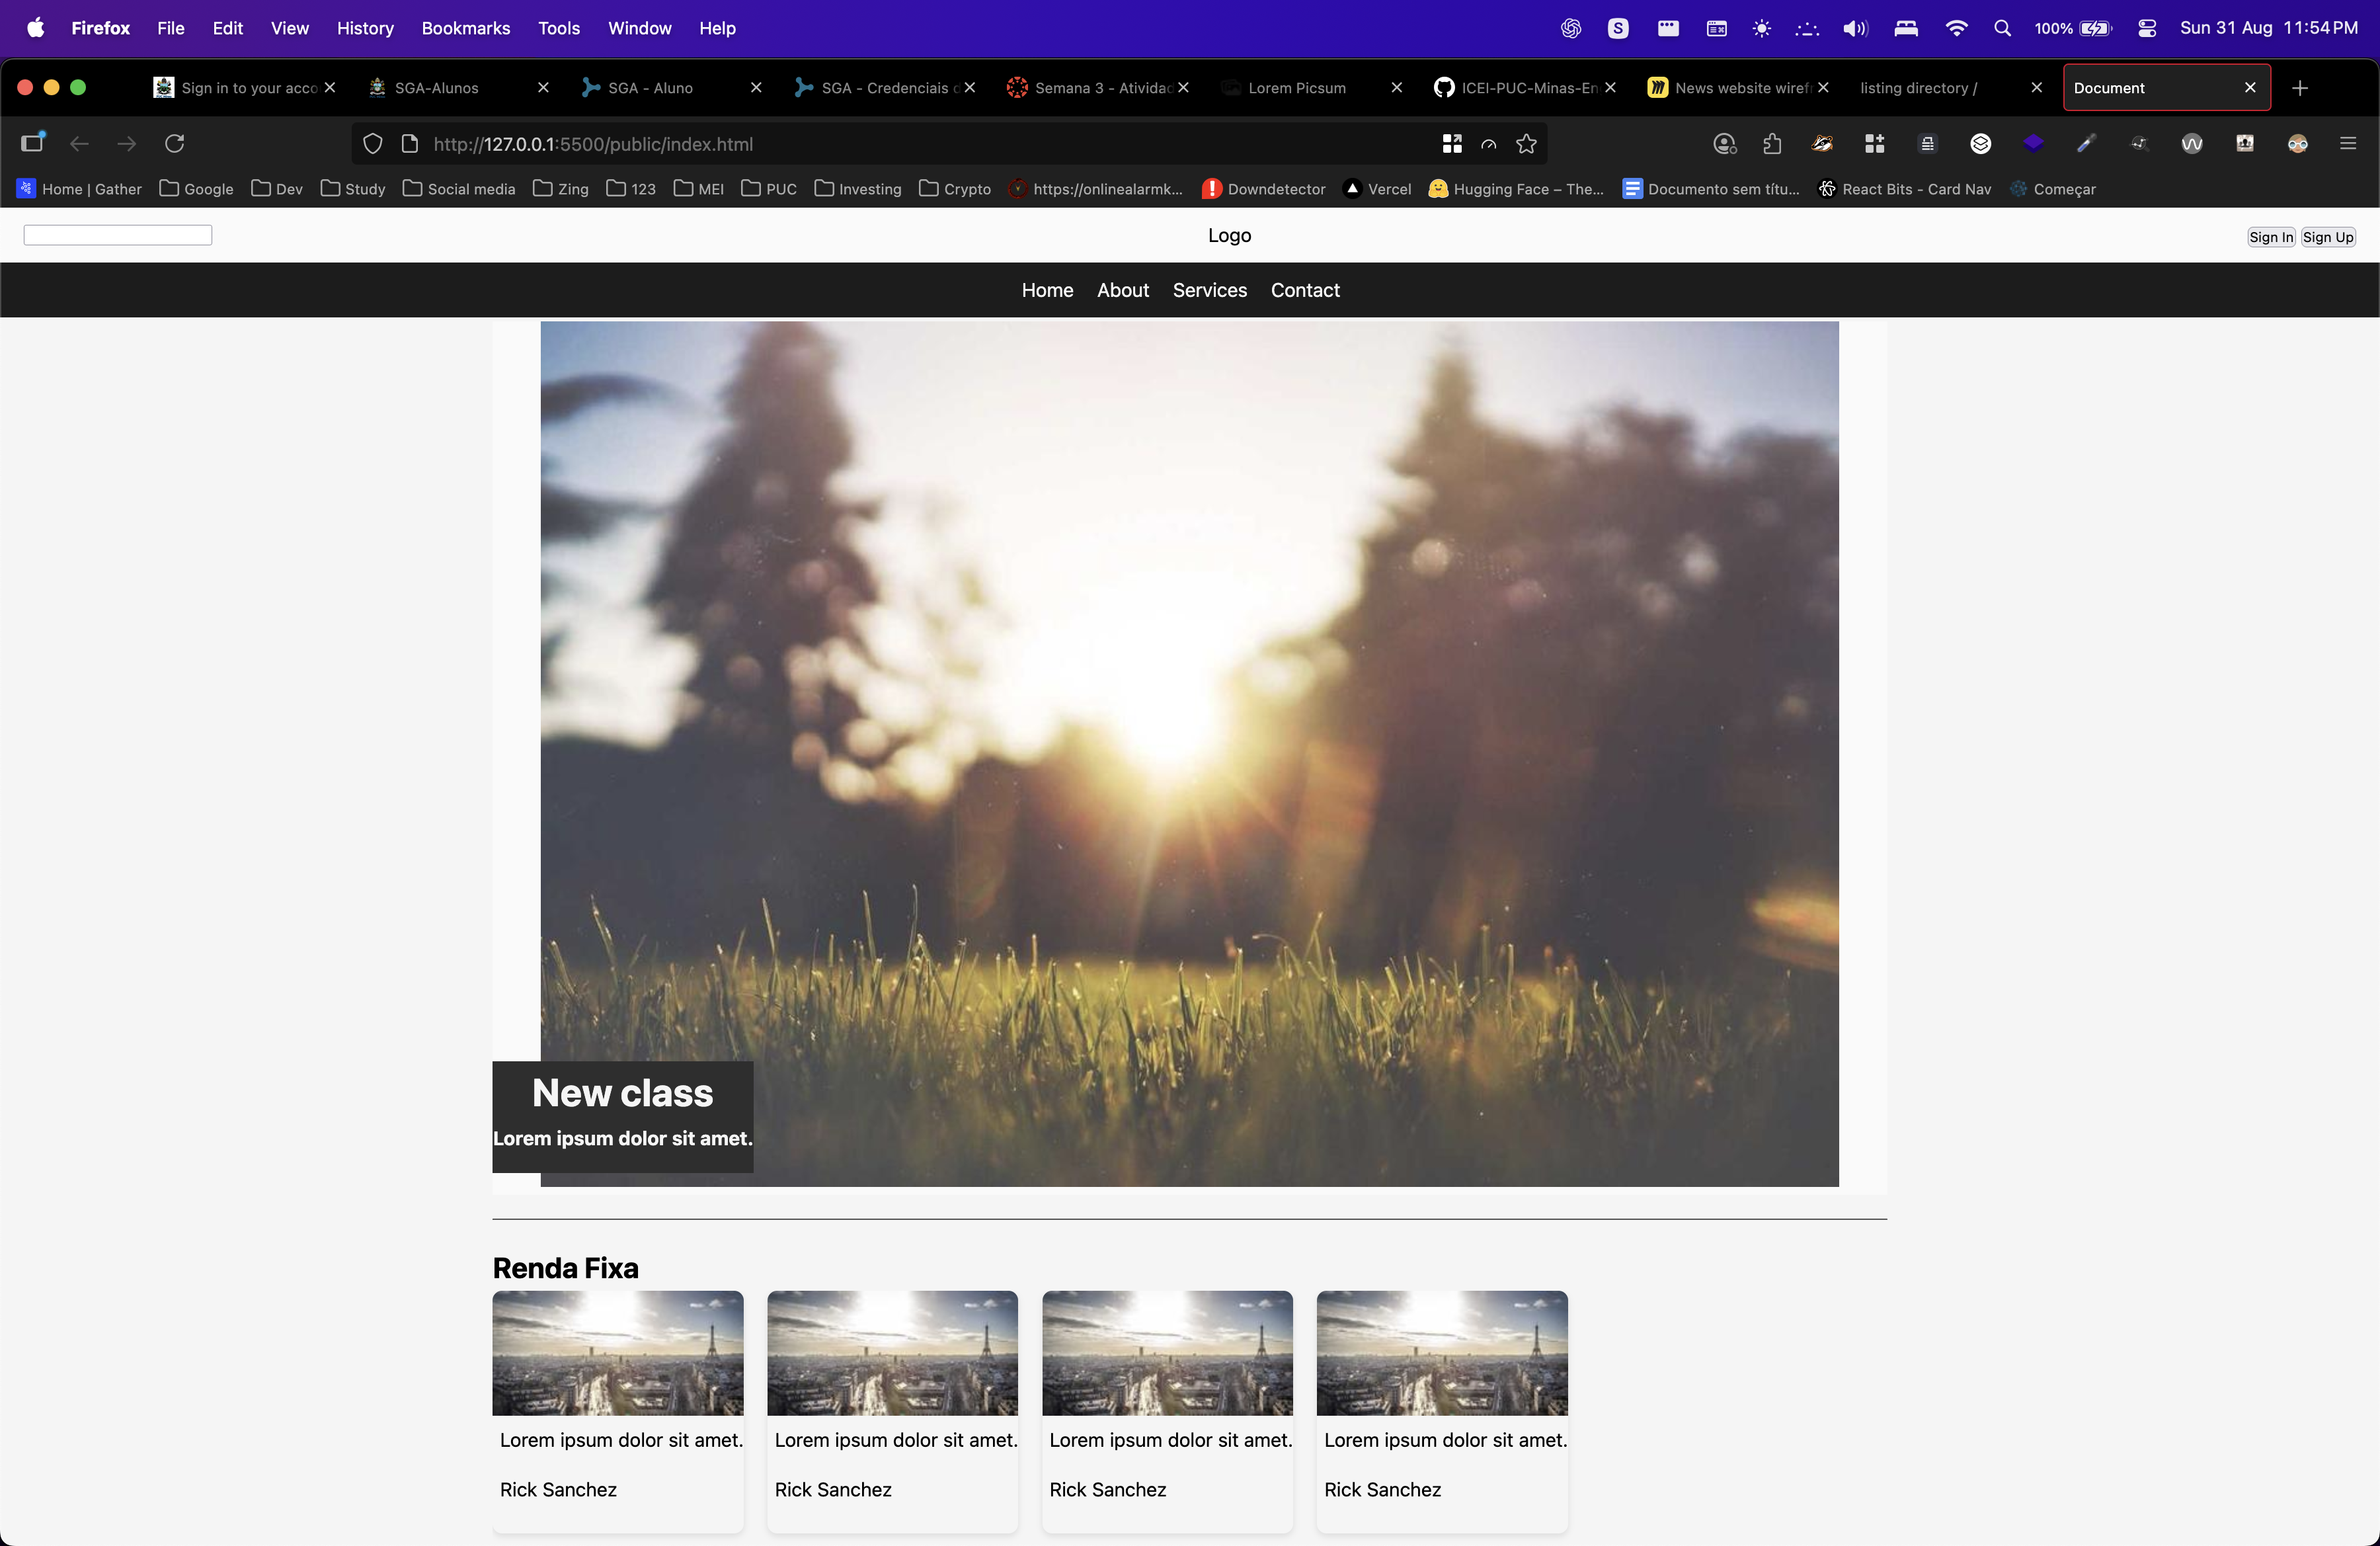 Firefox File Edit View History Bookmarks Tools Window Help
S
100%
Sun 31 Aug 11:54 PM
Sign in to your acco
SGA-Alunos
SGA - Aluno
SGA - Credenciais
Semana 3 - Atividad
Lorem Picsum
ICEI-PUC-Minas-En
News website wirefr
listing directory /
Document
http://127.0.0.1:5500/public/index.html
Home | Gather Google Dev Study Social media Zing 123 MEI PUC Investing Crypto https://onlinealarmk... Downdetector Vercel Hugging Face – The... Documento sem títu... React Bits - Card Nav Começar
Logo
Sign In Sign Up
Home About Services Contact
New class
Lorem ipsum dolor sit amet.
Renda Fixa
Lorem ipsum dolor sit amet. Lorem ipsum dolor sit amet. Lorem ipsum dolor sit amet. Lorem ipsum dolor sit amet.
Rick Sanchez Rick Sanchez Rick Sanchez Rick Sanchez